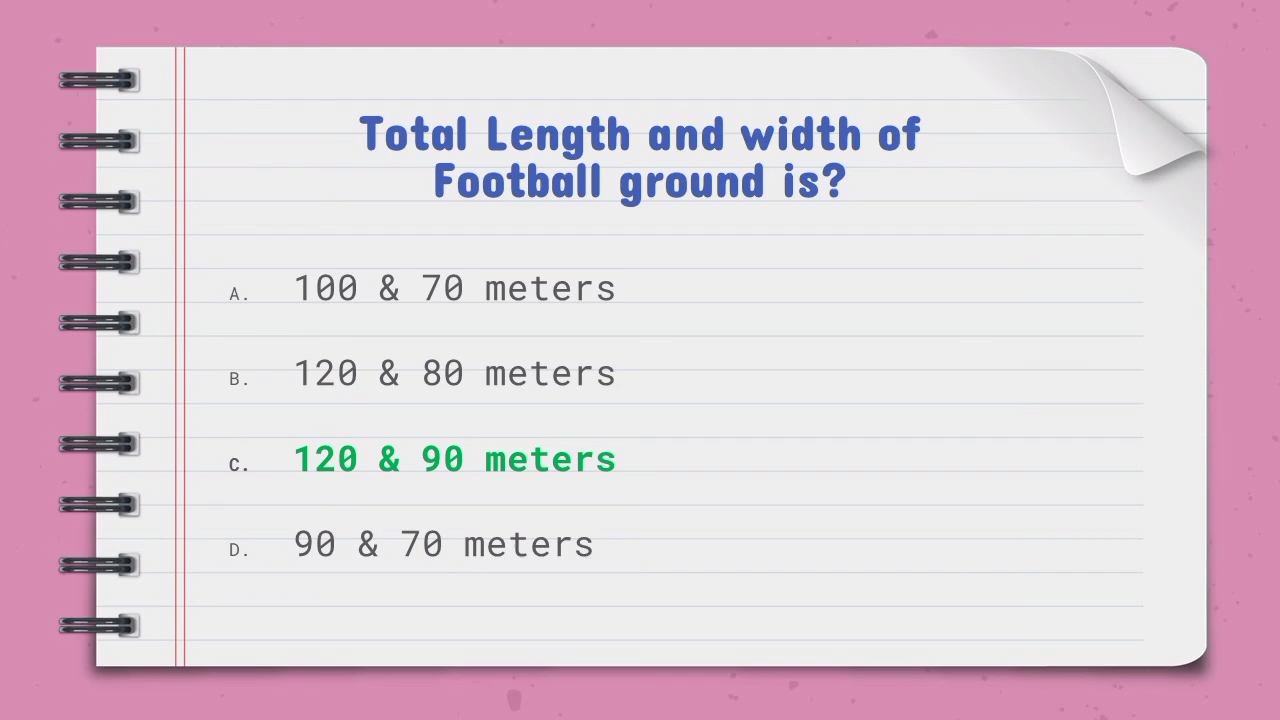 Total Length and width of
Football ground is?
A. 100 & 70 meters
B. 120 & 80 meters
C. 120 & 90 meters
D. 90 & 70 meters